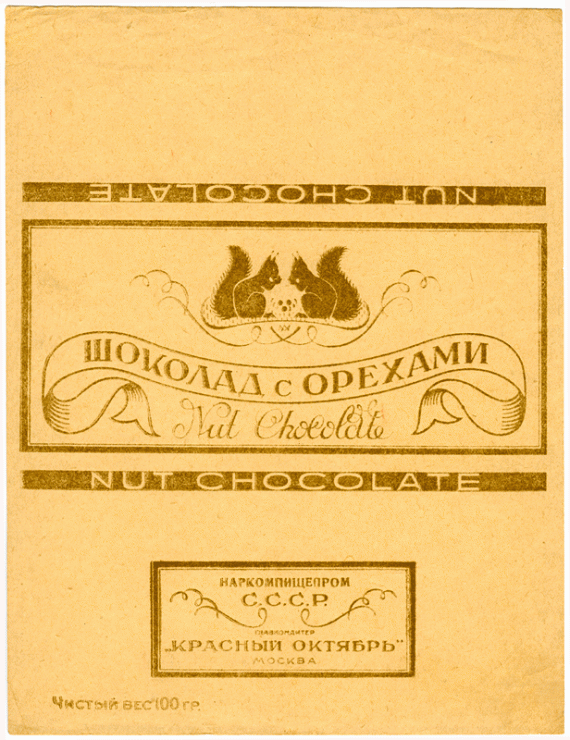 NUT CHOCOLATE
ШОКОЛАД с ОРЕХАМИ
Nut Chocolate
NUT CHOCOLATE
НАРКОМПИЩЕПРОМ
С.С.С.Р.
ГЛАВКОНДИТЕР
„КРАСНЫЙ ОКТЯБРЬ"
МОСКВА
Чистый вес 100 гр.